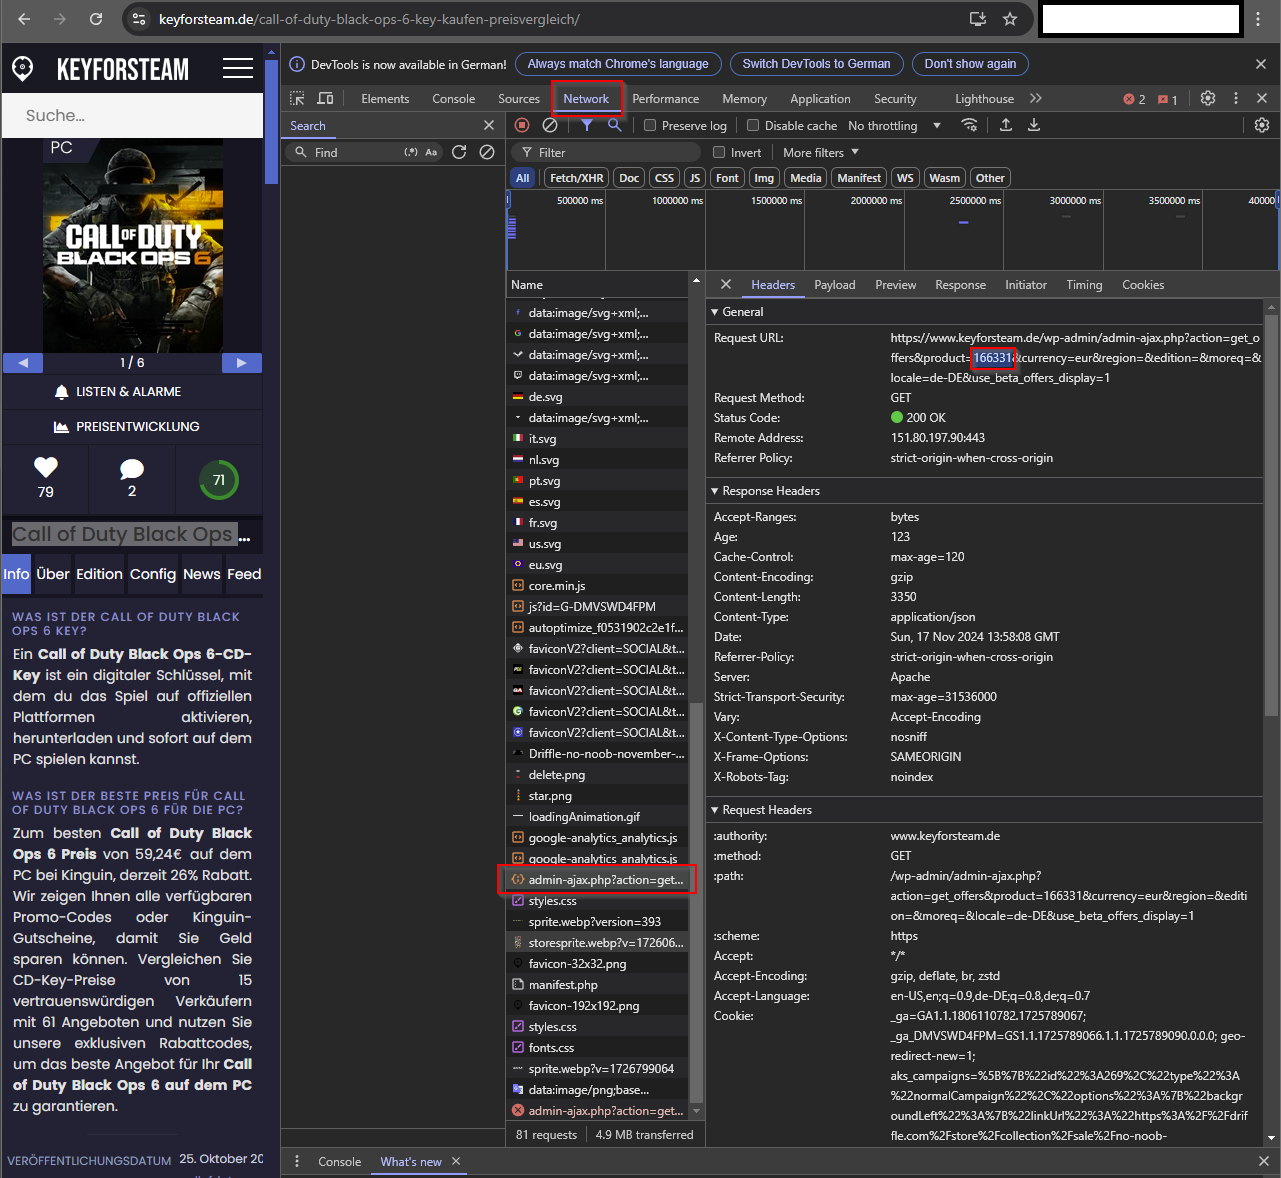 keyforsteam.de/call-of-duty-black-ops-6-key-kaufen-preisvergleich/
KEYFORSTEAM
Suche...
PC
CALL OF DUTY
BLACK OPS 6
1 / 6
LISTEN & ALARME
PREISENTWICKLUNG
79
2
71
Call of Duty Black Ops ...
Info Über Edition Config News Feed
WAS IST DER CALL OF DUTY BLACK
OPS 6 KEY?
Ein Call of Duty Black Ops 6-CD-
Key ist ein digitaler Schlüssel, mit
dem du das Spiel auf offiziellen
Plattformen aktivieren,
herunterladen und sofort auf dem
PC spielen kannst.
WAS IST DER BESTE PREIS FÜR CALL
OF DUTY BLACK OPS 6 FÜR DIE PC?
Zum besten Call of Duty Black
Ops 6 Preis von 59,24€ auf dem
PC bei Kinguin, derzeit 26% Rabatt.
Wir zeigen Ihnen alle verfügbaren
Promo-Codes oder Kinguin-
Gutscheine, damit Sie Geld
sparen können. Vergleichen Sie
CD-Key-Preise von 15
vertrauenswürdigen Verkäufern
mit 61 Angeboten und nutzen Sie
unsere exklusiven Rabattcodes,
um das beste Angebot für Ihr Call
of Duty Black Ops 6 auf dem PC
zu garantieren.
VERÖFFENTLICHUNGSDATUM 25. Oktober 20
DevTools is now available in German! Always match Chrome's language Switch DevTools to German Don't show again
Elements Console Sources Network Performance Memory Application Security Lighthouse 2 1
Search
Find (.*) Aa
Preserve log Disable cache No throttling
Filter Invert More filters
All Fetch/XHR Doc CSS JS Font Img Media Manifest WS Wasm Other
500000 ms 1000000 ms 1500000 ms 2000000 ms 2500000 ms 3000000 ms 3500000 ms 40000
Name
data:image/svg+xml;...
data:image/svg+xml;...
data:image/svg+xml;...
data:image/svg+xml;...
de.svg
data:image/svg+xml;...
it.svg
nl.svg
pt.svg
es.svg
fr.svg
us.svg
eu.svg
core.min.js
js?id=G-DMVSWD4FPM
autoptimize_f0531902c2e1f...
faviconV2?client=SOCIAL&t...
faviconV2?client=SOCIAL&t...
faviconV2?client=SOCIAL&t...
faviconV2?client=SOCIAL&t...
faviconV2?client=SOCIAL&t...
Driffle-no-noob-november-...
delete.png
star.png
loadingAnimation.gif
google-analytics_analytics.js
google-analytics_analytics.js
admin-ajax.php?action=get...
styles.css
sprite.webp?version=393
storesprite.webp?v=172606...
favicon-32x32.png
manifest.php
favicon-192x192.png
styles.css
fonts.css
sprite.webp?v=1726799064
data:image/png;base...
admin-ajax.php?action=get...
81 requests 4.9 MB transferred
Headers Payload Preview Response Initiator Timing Cookies
General
Request URL: https://www.keyforsteam.de/wp-admin/admin-ajax.php?action=get_o
ffers&product=166331&currency=eur&region=&edition=&moreq=&
locale=de-DE&use_beta_offers_display=1
Request Method: GET
Status Code: 200 OK
Remote Address: 151.80.197.90:443
Referrer Policy: strict-origin-when-cross-origin
Response Headers
Accept-Ranges: bytes
Age: 123
Cache-Control: max-age=120
Content-Encoding: gzip
Content-Length: 3350
Content-Type: application/json
Date: Sun, 17 Nov 2024 13:58:08 GMT
Referrer-Policy: strict-origin-when-cross-origin
Server: Apache
Strict-Transport-Security: max-age=31536000
Vary: Accept-Encoding
X-Content-Type-Options: nosniff
X-Frame-Options: SAMEORIGIN
X-Robots-Tag: noindex
Request Headers
:authority: www.keyforsteam.de
:method: GET
:path: /wp-admin/admin-ajax.php?
action=get_offers&product=166331&currency=eur&region=&editi
on=&moreq=&locale=de-DE&use_beta_offers_display=1
:scheme: https
Accept: */*
Accept-Encoding: gzip, deflate, br, zstd
Accept-Language: en-US,en;q=0.9,de-DE;q=0.8,de;q=0.7
Cookie: _ga=GA1.1.1806110782.1725789067;
_ga_DMVSWD4FPM=GS1.1.1725789066.1.1.1725789090.0.0.0; geo-
redirect-new=1;
aks_campaigns=%5B%7B%22id%22%3A269%2C%22type%22%3A
%22normalCampaign%22%2C%22options%22%3A%7B%22backgr
oundLeft%22%3A%7B%22linkUrl%22%3A%22https%3A%2F%2Fdrif
fle.com%2Fstore%2Fcollection%2Fsale%2Fno-noob-
Console What's new